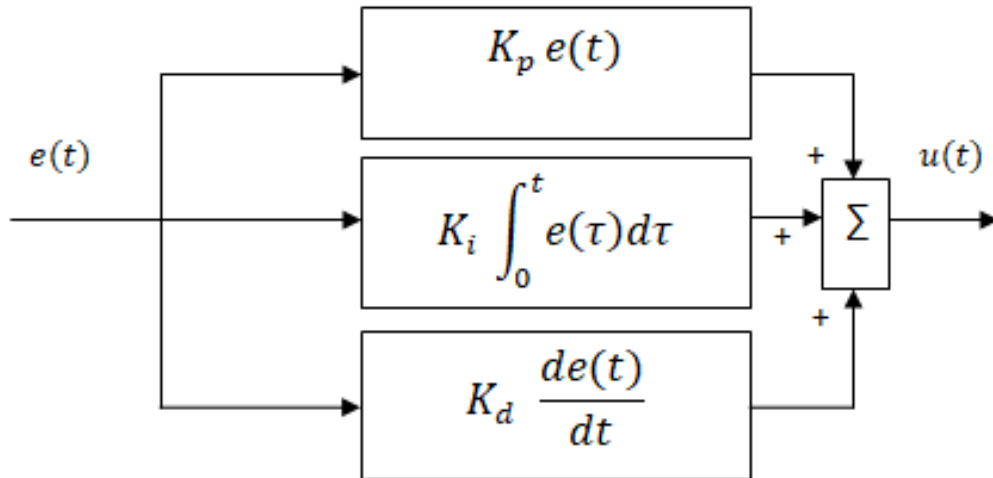 K_p e(t)
e(t)
+
u(t)
K_i ∫_0^t e(τ)dτ
+
Σ
+
K_d de(t)/dt